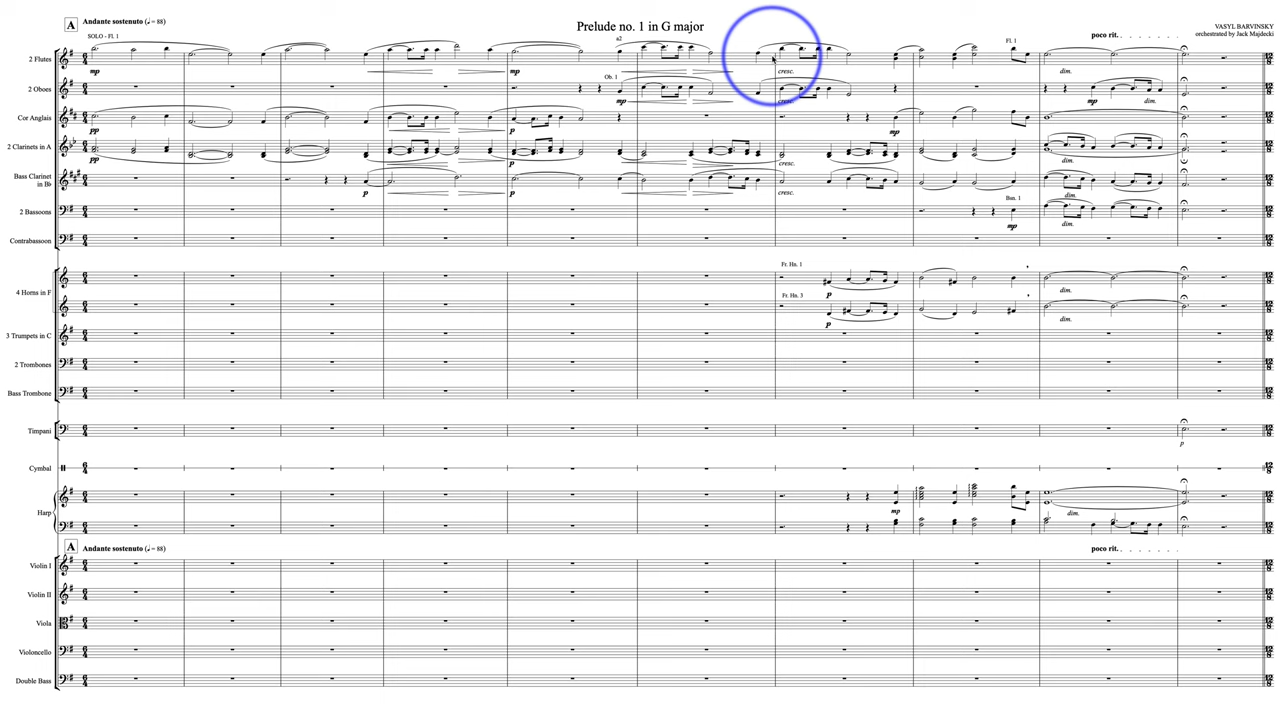 Prelude no. 1 in G major
VASYL BARVINSKY
orchestrated by Jack Majdecki
A
Andante sostenuto (♩ = 88)
poco rit.
SOLO - Fl. 1
a2
Fl. 1
2 Flutes
6 4
mp
mp
cresc.
dim.
12 8
2 Oboes
Ob. 1
mp
cresc.
mp
dim.
Cor Anglais
pp
p
mp
2 Clarinets in A
pp
p
cresc.
dim.
Bass Clarinet
in B♭
p
p
cresc.
dim.
2 Bassoons
Bsn. 1
mp
dim.
Contrabassoon
Fr. Hn. 1
4 Horns in F
p
dim.
Fr. Hn. 3
p
dim.
3 Trumpets in C
2 Trombones
Bass Trombone
Timpani
p
Cymbal
Harp
mp
dim.
A
Andante sostenuto (♩ = 88)
poco rit.
Violin I
Violin II
Viola
Violoncello
Double Bass